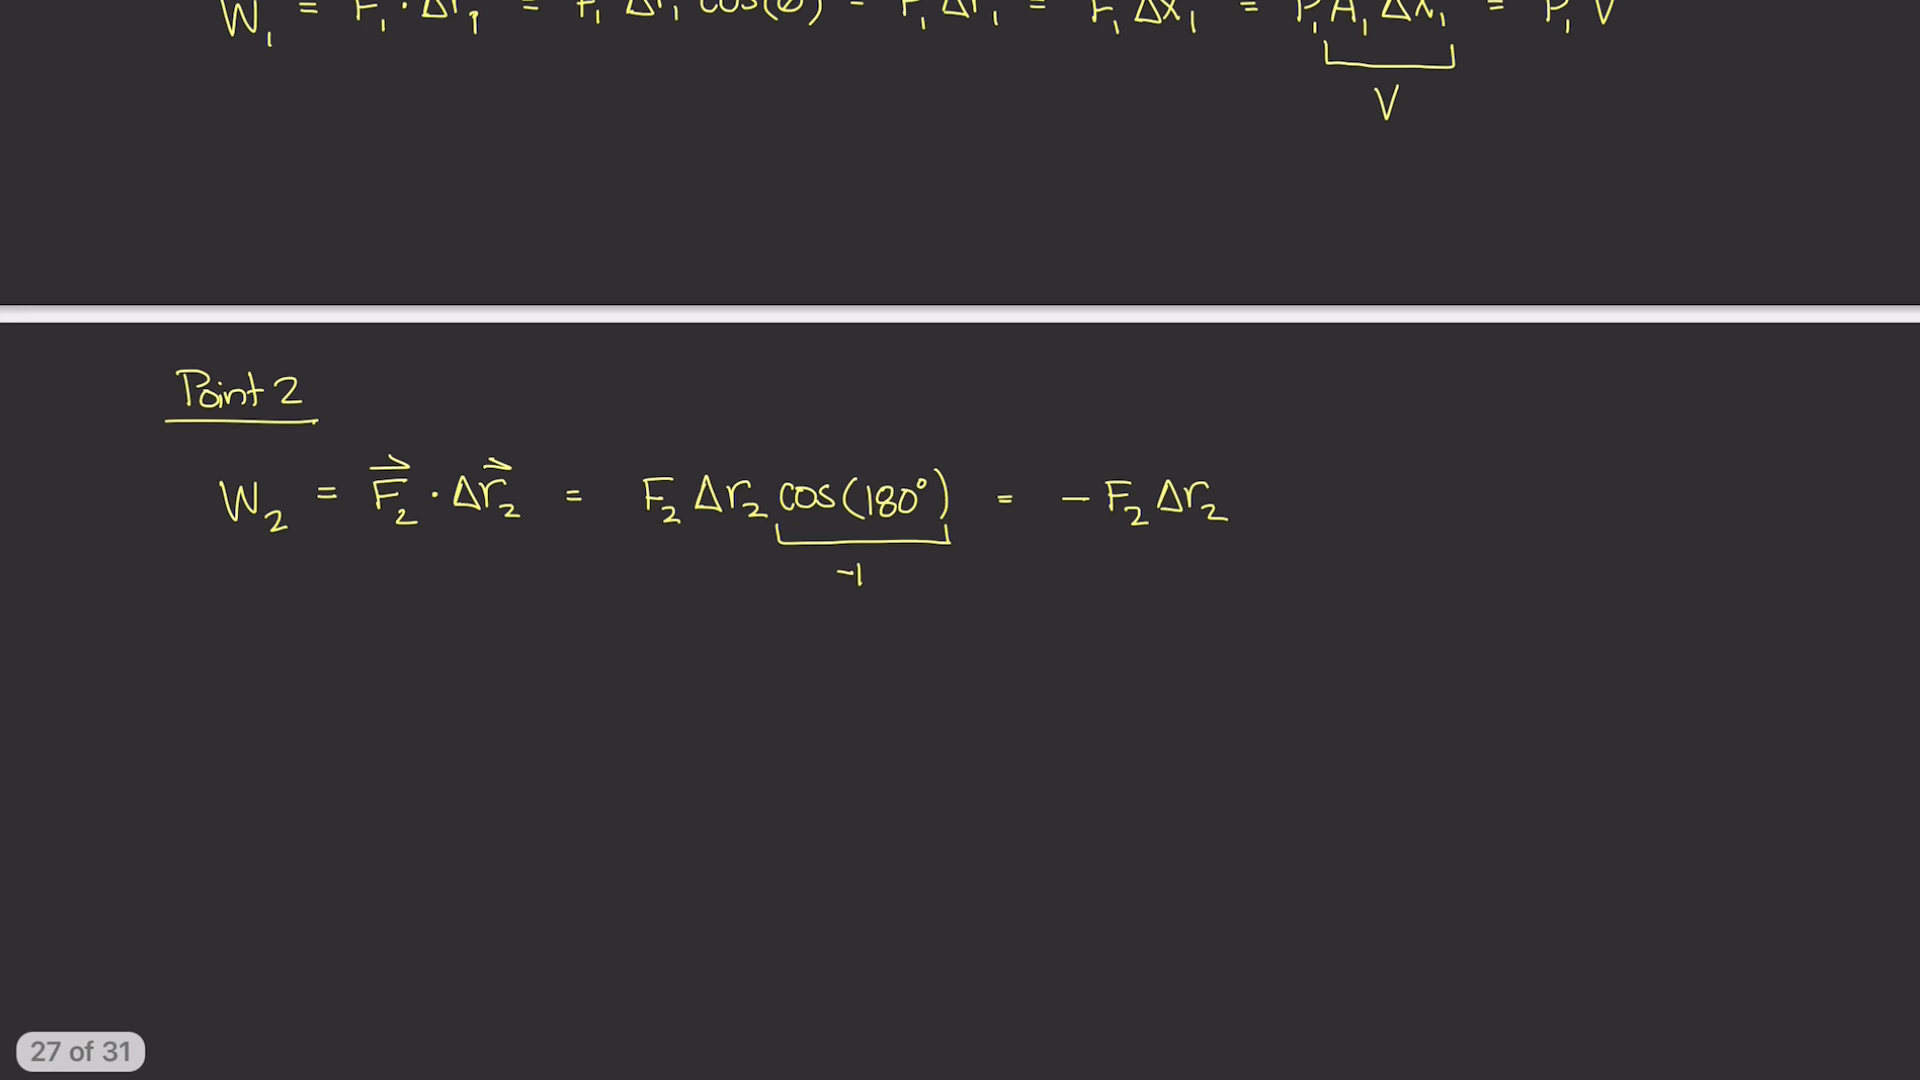 W₁ = F₁ · Δr₁ = F₁ Δr₁ cos(0) = F₁ Δr₁ = F₁ Δx₁ = P₁ A₁ Δx₁ = P₁ V
V
Point 2
W₂ = F⃗₂ · Δr⃗₂ = F₂ Δr₂ cos(180°) = - F₂ Δr₂
-1
27 of 31